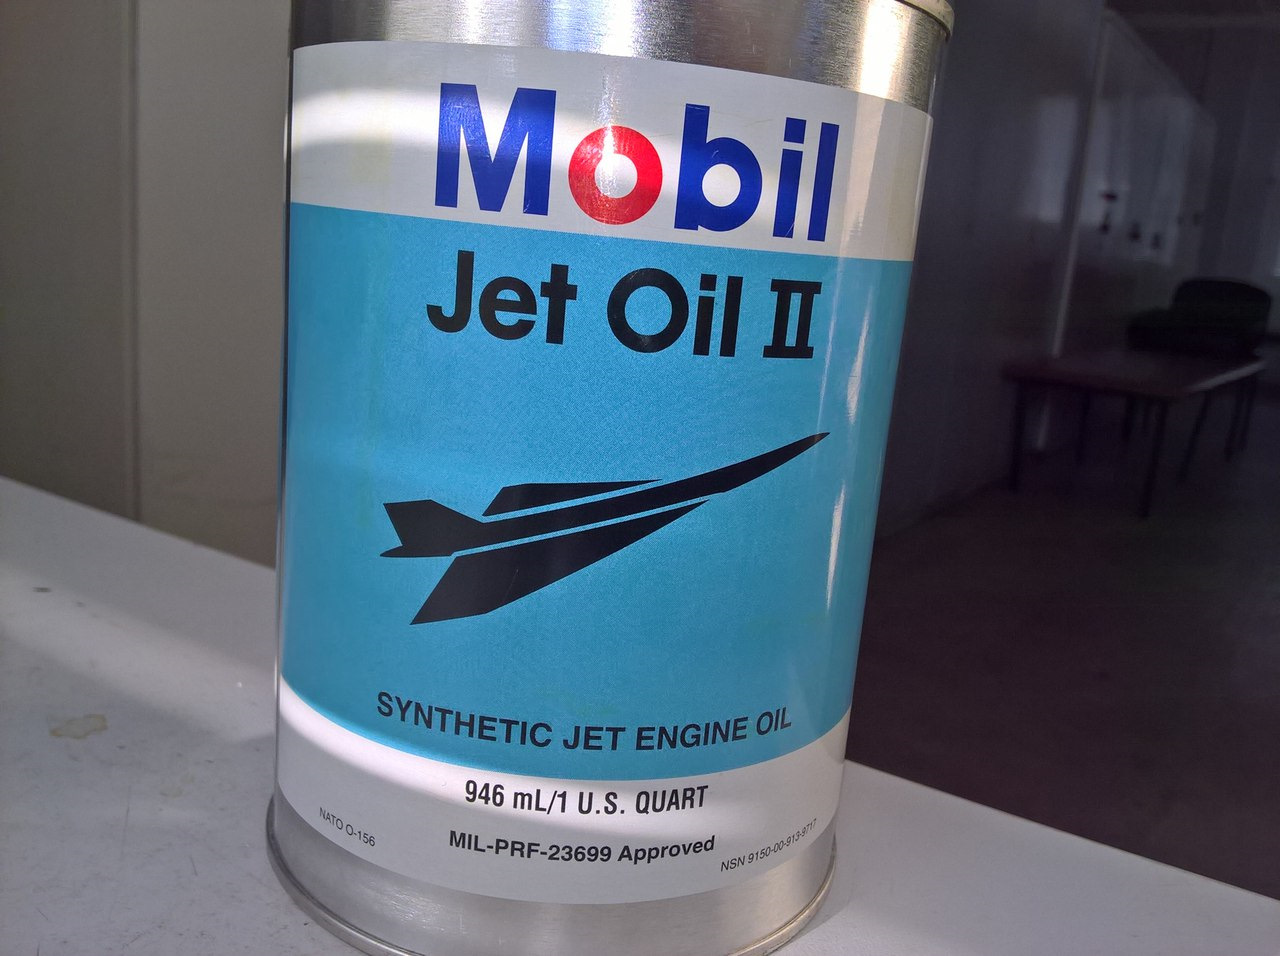 Mobil
Jet Oil II
SYNTHETIC JET ENGINE OIL
946 mL/1 U.S. QUART
NATO O-156
MIL-PRF-23699 Approved
NSN 9150-00-913-9717